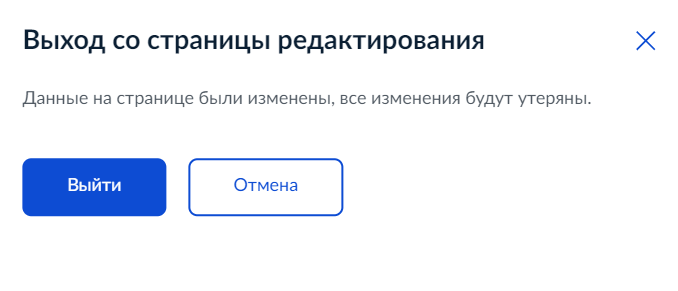 Выход со страницы редактирования
Данные на странице были изменены, все изменения будут утеряны.
Выйти
Отмена